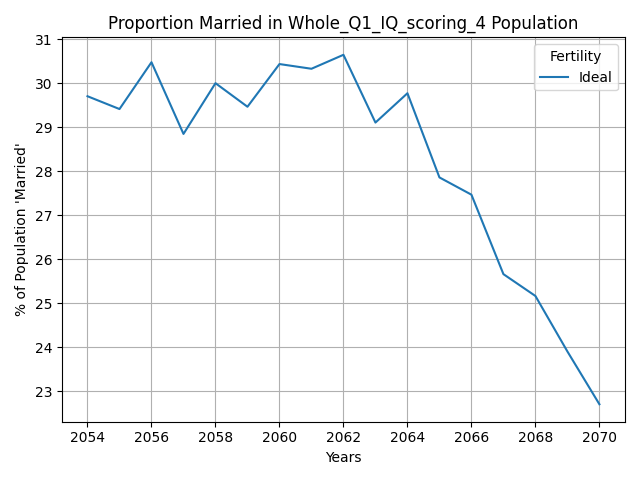 Proportion Married in Whole_Q1_IQ_scoring_4 Population
31
30
29
28
27
26
25
24
23
% of Population 'Married'
Fertility
Ideal
2054 2056 2058 2060 2062 2064 2066 2068 2070
Years